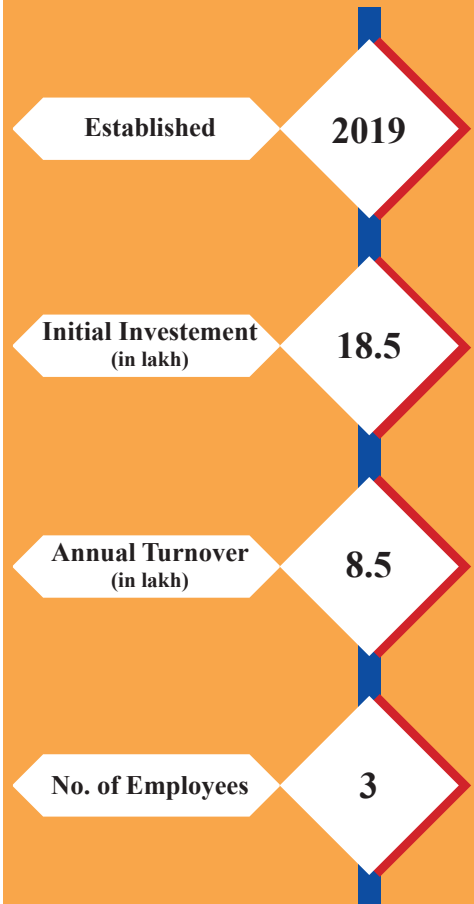 Established
2019
Initial Investement
(in lakh)
18.5
Annual Turnover
(in lakh)
8.5
No. of Employees
3